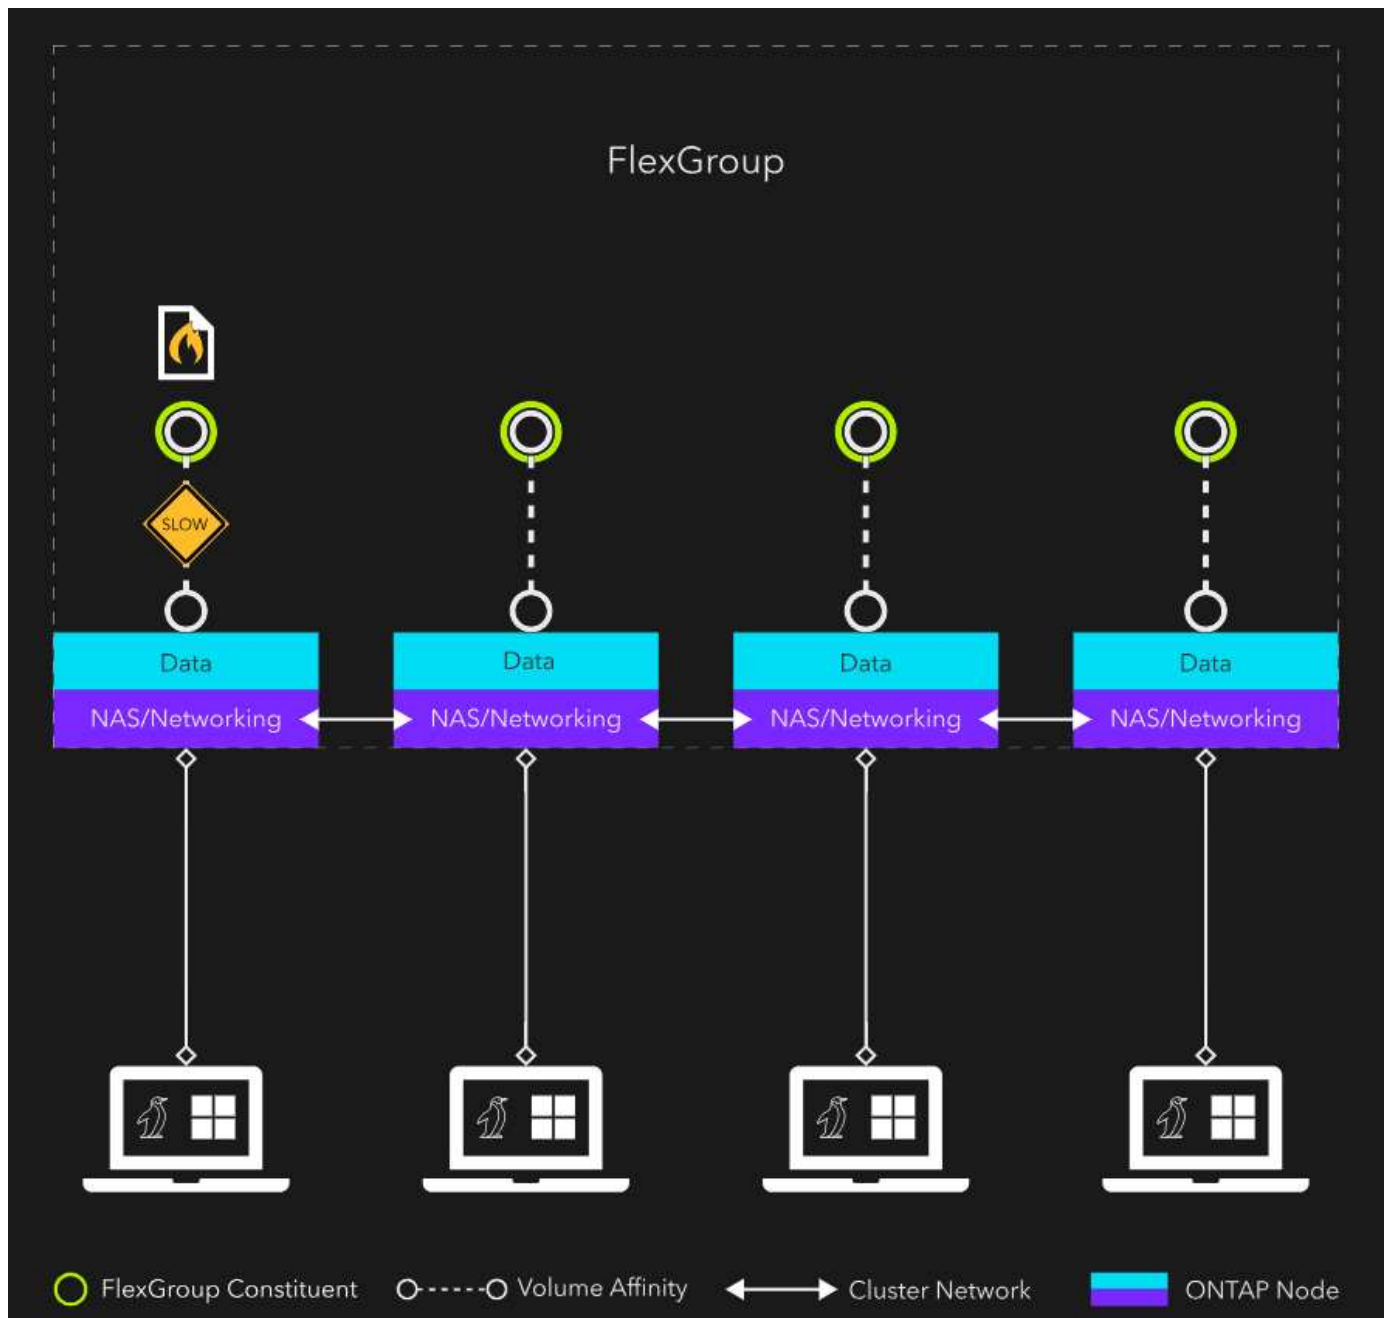 FlexGroup
SLOW
Data
Data
Data
Data
NAS/Networking
NAS/Networking
NAS/Networking
NAS/Networking
FlexGroup Constituent
Volume Affinity
Cluster Network
ONTAP Node